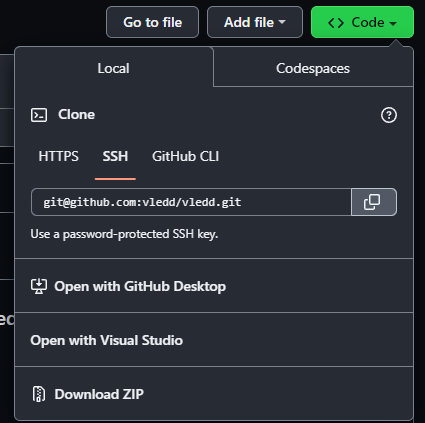 Go to file
Add file
<> Code
Local
Codespaces
Clone
HTTPS
SSH
GitHub CLI
git@github.com:vledd/vledd.git
Use a password-protected SSH key.
Open with GitHub Desktop
Open with Visual Studio
Download ZIP